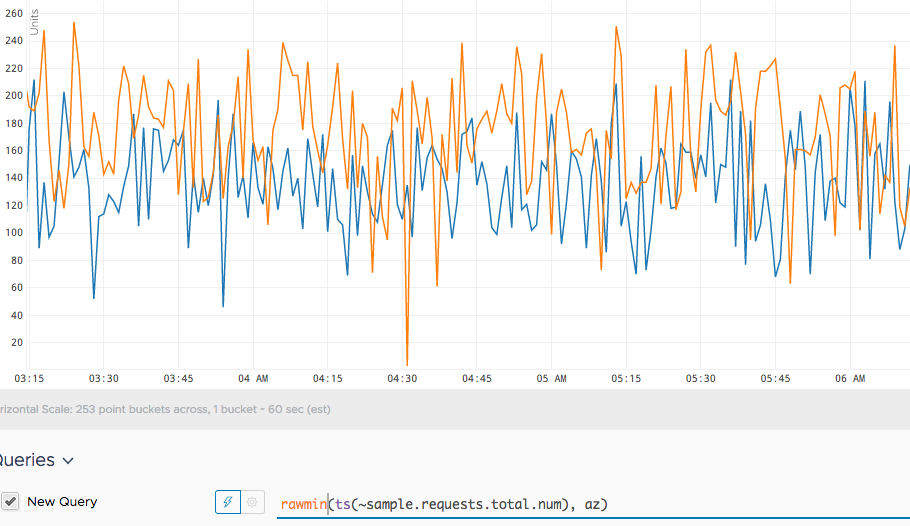 Units
260
240
220
200
180
160
140
120
100
80
60
40
20
03:15 03:30 03:45 04 AM 04:15 04:30 04:45 05 AM 05:15 05:30 05:45 06 AM
rizontal Scale: 253 point buckets across, 1 bucket - 60 sec (est)
Queries
New Query
rawmin(ts(~sample.requests.total.num), az)